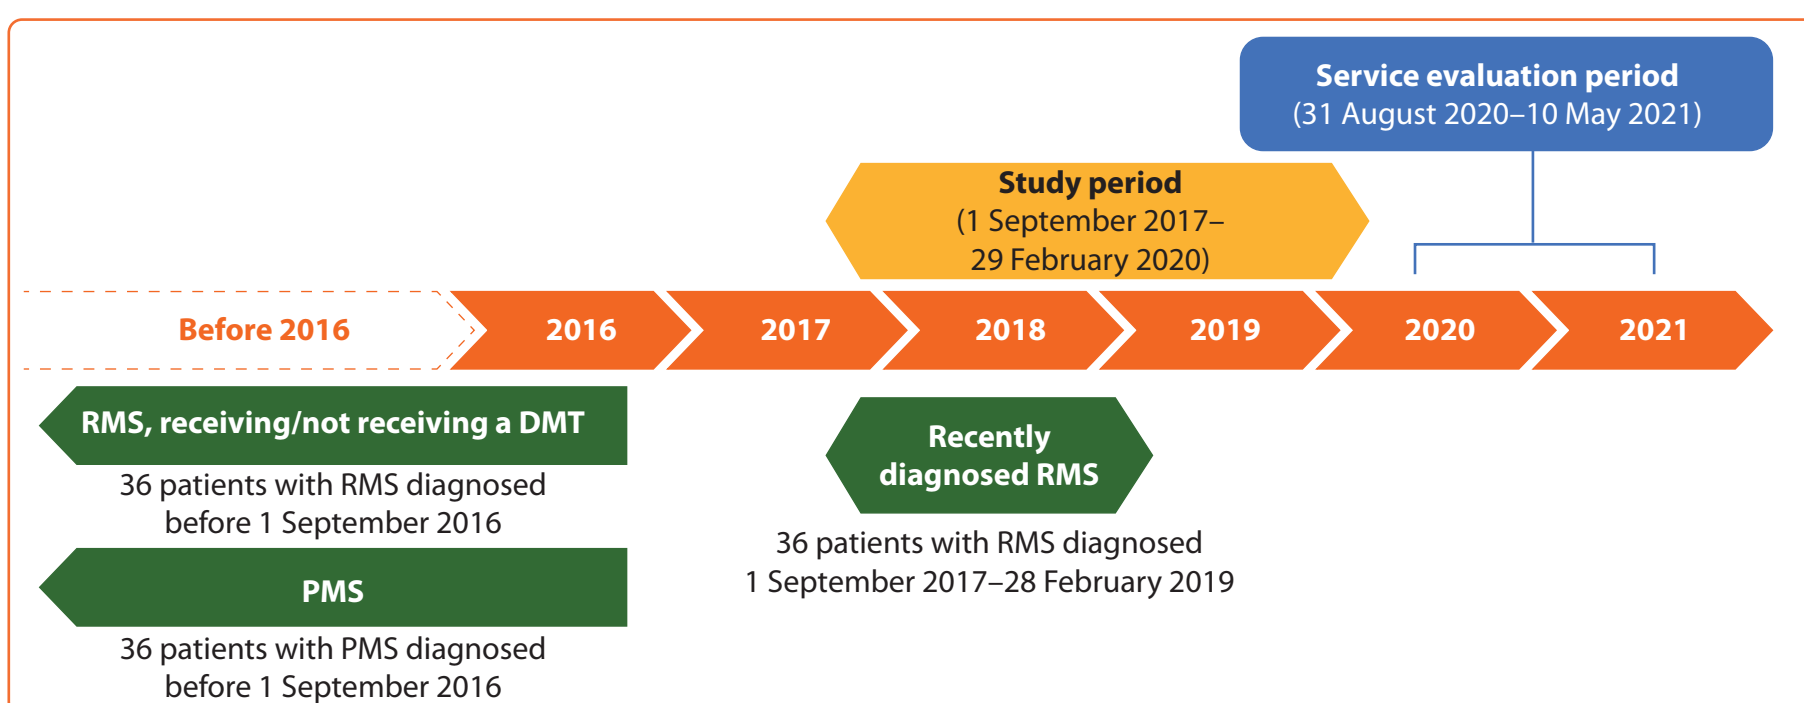 Service evaluation period
(31 August 2020–10 May 2021)
Study period
(1 September 2017–
29 February 2020)
Before 2016
2016
2017
2018
2019
2020
2021
RMS, receiving/not receiving a DMT
36 patients with RMS diagnosed
before 1 September 2016
PMS
36 patients with PMS diagnosed
before 1 September 2016
Recently
diagnosed RMS
36 patients with RMS diagnosed
1 September 2017–28 February 2019